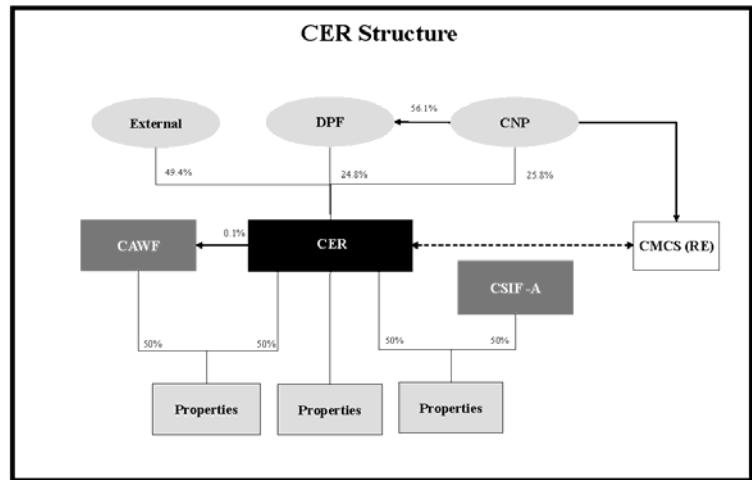 CER Structure
56.1%
External
DPF
CNP
49.4%
24.8%
25.8%
CAWF
0.1%
CER
CMCS (RE)
CSIF -A
50%
50%
50%
50%
Properties
Properties
Properties